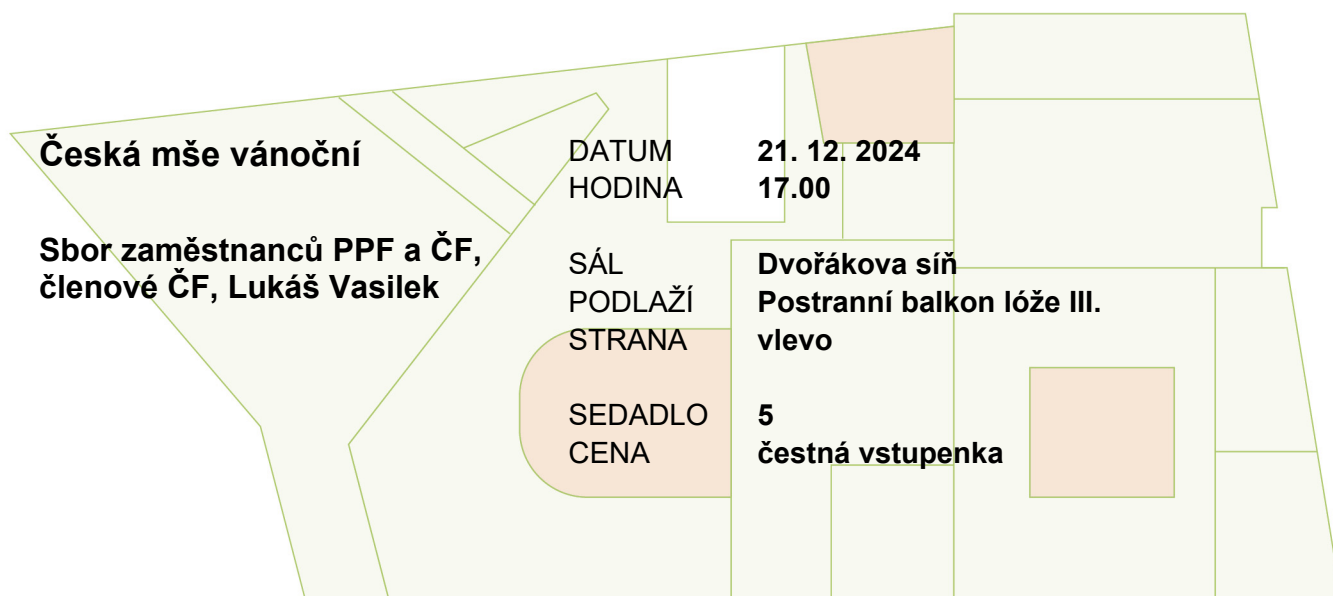 Česká mše vánoční
Sbor zaměstnanců PPF a ČF,
členové ČF, Lukáš Vasilek
DATUM 21. 12. 2024
HODINA 17.00
SÁL Dvořákova síň
PODLAŽÍ Postranní balkon lóže III.
STRANA vlevo
SEDADLO 5
CENA čestná vstupenka